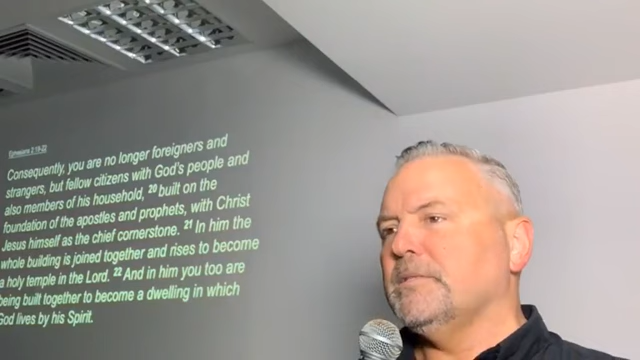 Ephesians 2:19-22
Consequently, you are no longer foreigners and
strangers, but fellow citizens with God's people and
also members of his household, 20 built on the
foundation of the apostles and prophets, with Christ
Jesus himself as the chief cornerstone. 21 In him the
whole building is joined together and rises to become
a holy temple in the Lord. 22 And in him you too are
being built together to become a dwelling in which
God lives by his Spirit.